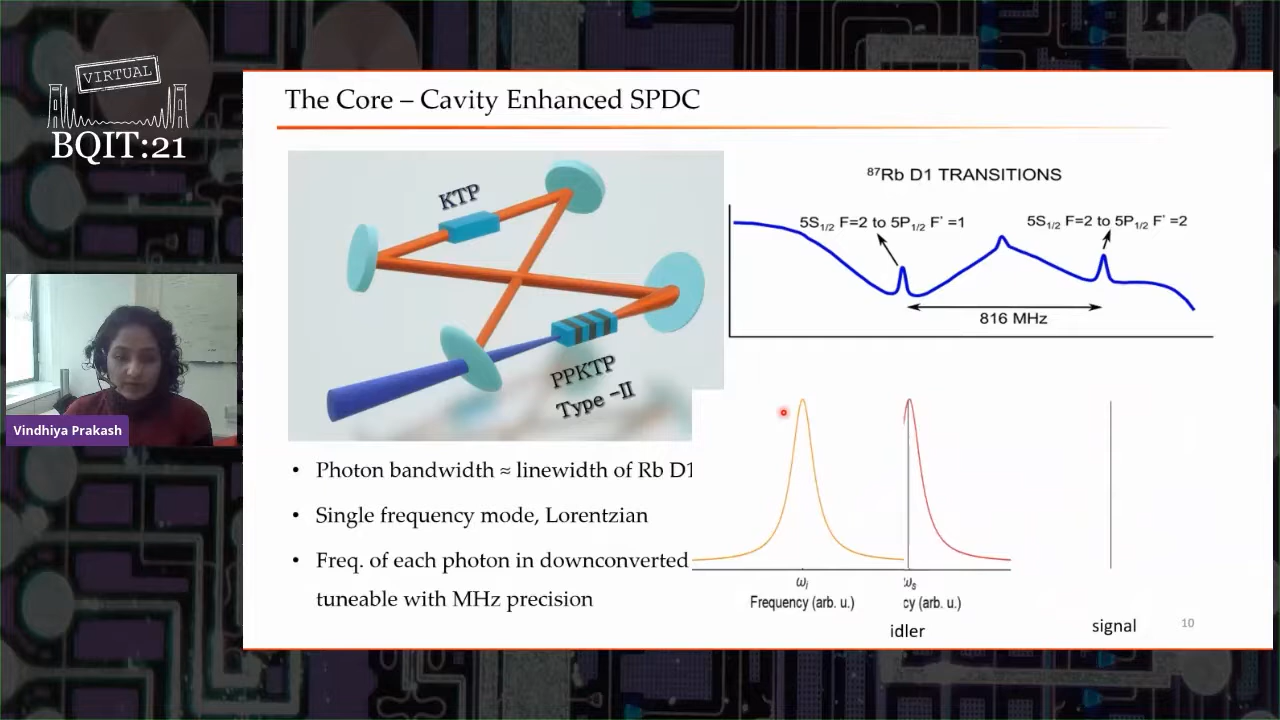 VIRTUAL
BQIT:21
The Core – Cavity Enhanced SPDC
KTP
PPKTP
Type –II
⁸⁷Rb D1 TRANSITIONS
5S₁/₂ F=2 to 5P₁/₂ F' =1
5S₁/₂ F=2 to 5P₁/₂ F' =2
816 MHz
Vindhiya Prakash
• Photon bandwidth ≈ linewidth of Rb D1
• Single frequency mode, Lorentzian
• Freq. of each photon in downconverted
tuneable with MHz precision
ωᵢ
Frequency (arb. u.)
ωₛ
cy (arb. u.)
idler
signal
10